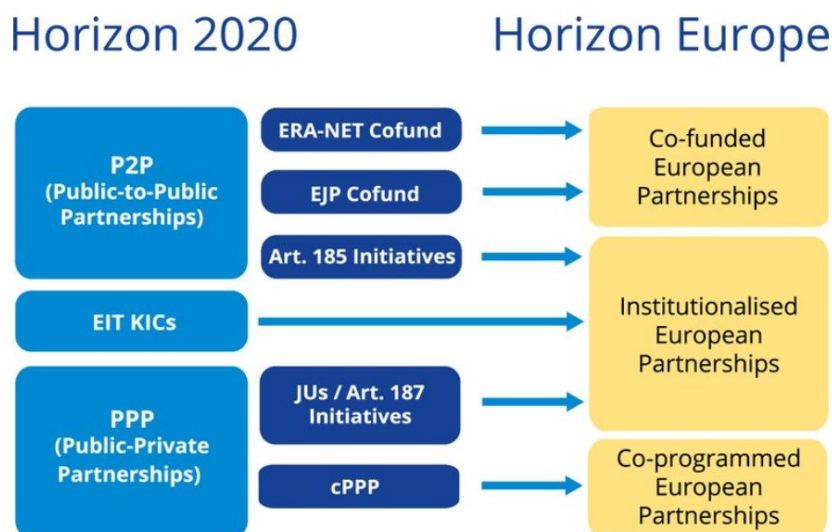 Horizon 2020
Horizon Europe
P2P
(Public-to-Public
Partnerships)
ERA-NET Cofund
EJP Cofund
Art. 185 Initiatives
Co-funded
European
Partnerships
EIT KICs
Institutionalised
European
Partnerships
PPP
(Public-Private
Partnerships)
JUs / Art. 187
Initiatives
cPPP
Co-programmed
European
Partnerships